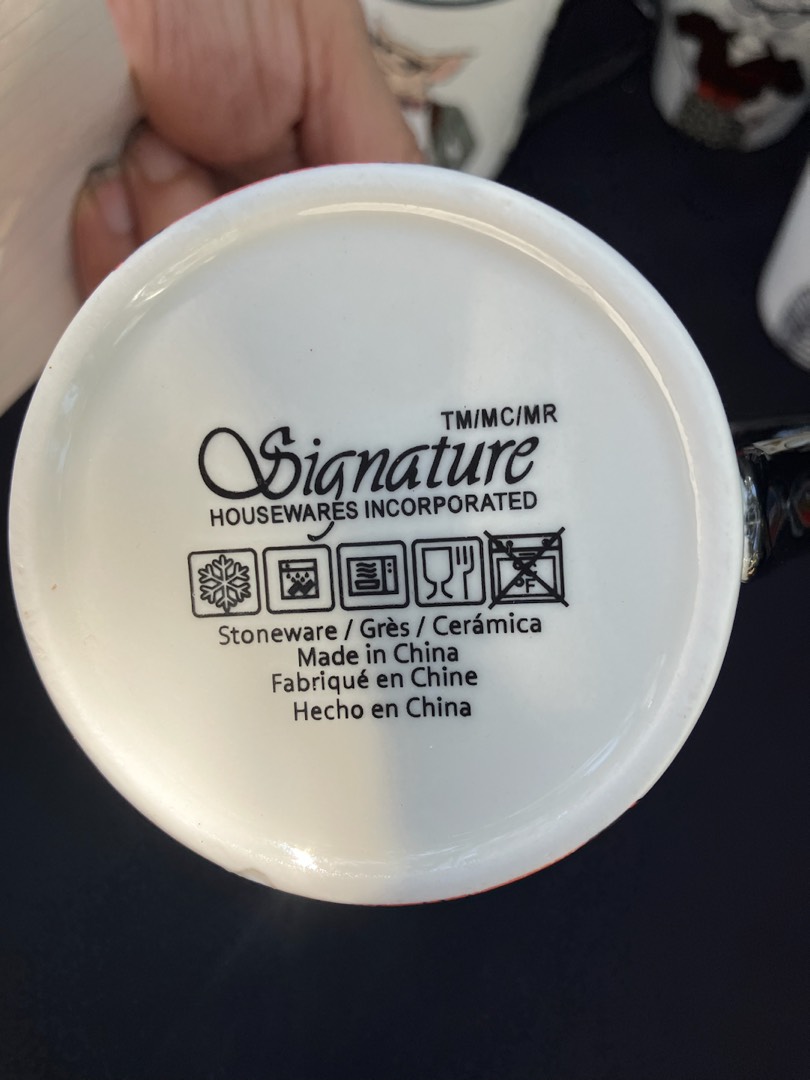 TM/MC/MR
Signature
HOUSEWARES INCORPORATED
°C
°F
Stoneware / Grès / Cerámica
Made in China
Fabriqué en Chine
Hecho en China